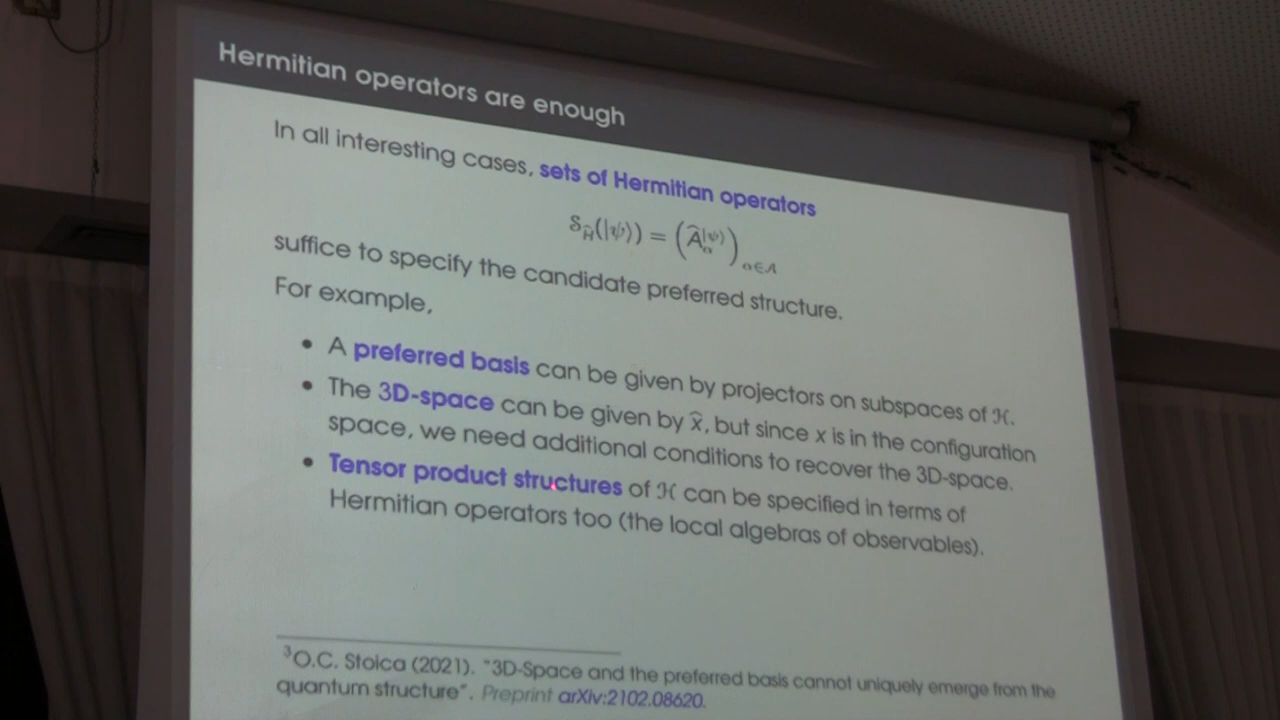 Hermitian operators are enough
In all interesting cases, sets of Hermitian operators
𝒮_Ĥ(|ψ⟩) = (Â_α^|ψ⟩)_α∈𝒜
suffice to specify the candidate preferred structure.
For example,
• A preferred basis can be given by projectors on subspaces of ℋ.
• The 3D-space can be given by x̂, but since x is in the configuration
space, we need additional conditions to recover the 3D-space.
• Tensor product structures of ℋ can be specified in terms of
Hermitian operators too (the local algebras of observables).
³O.C. Stoica (2021). "3D-Space and the preferred basis cannot uniquely emerge from the
quantum structure". Preprint arXiv:2102.08620.